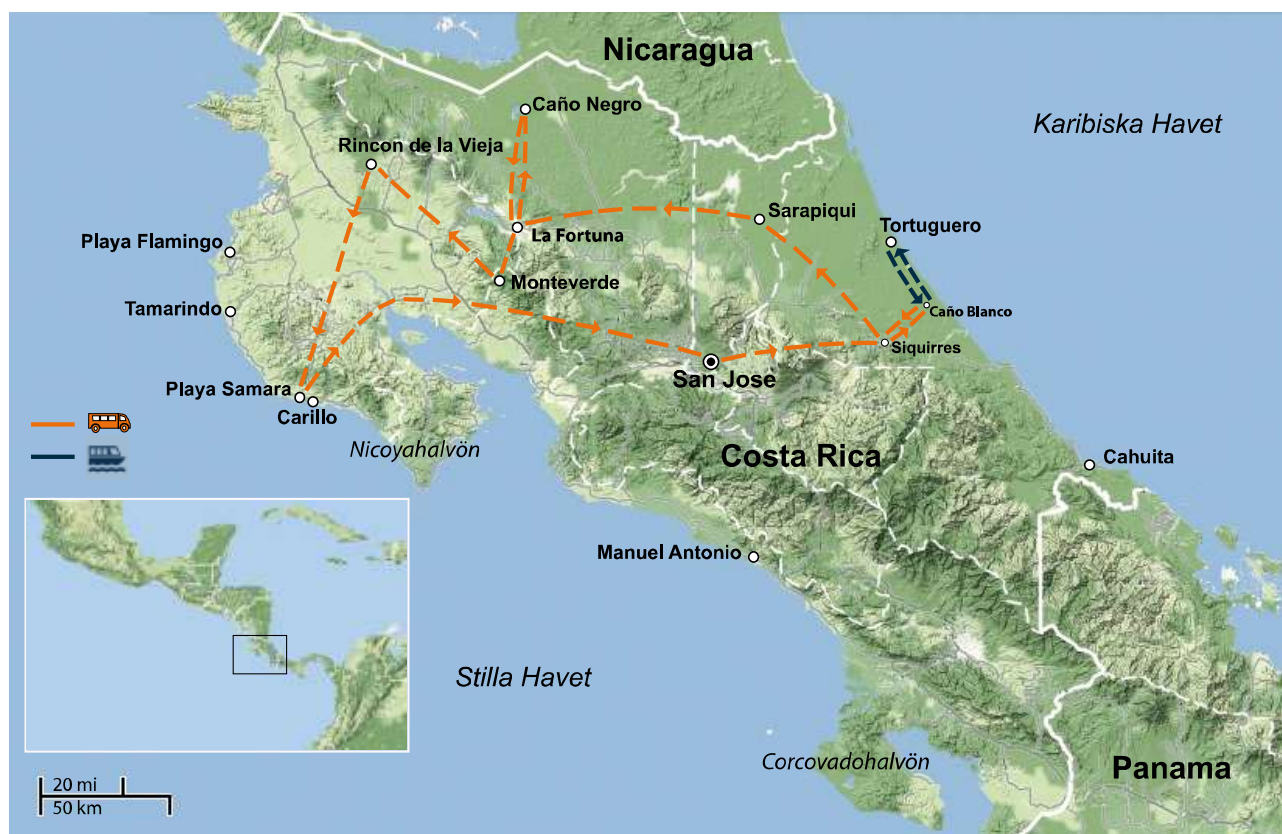 Nicaragua
Caño Negro
Karibiska Havet
Rincon de la Vieja
Sarapiqui
Tortuguero
La Fortuna
Playa Flamingo
Monteverde
Tamarindo
Caño Blanco
Siquirres
San Jose
Playa Samara
Carillo
Nicoyahalvön
Costa Rica
Cahuita
Manuel Antonio
Stilla Havet
Corcovadohalvön
Panama
20 mi
50 km